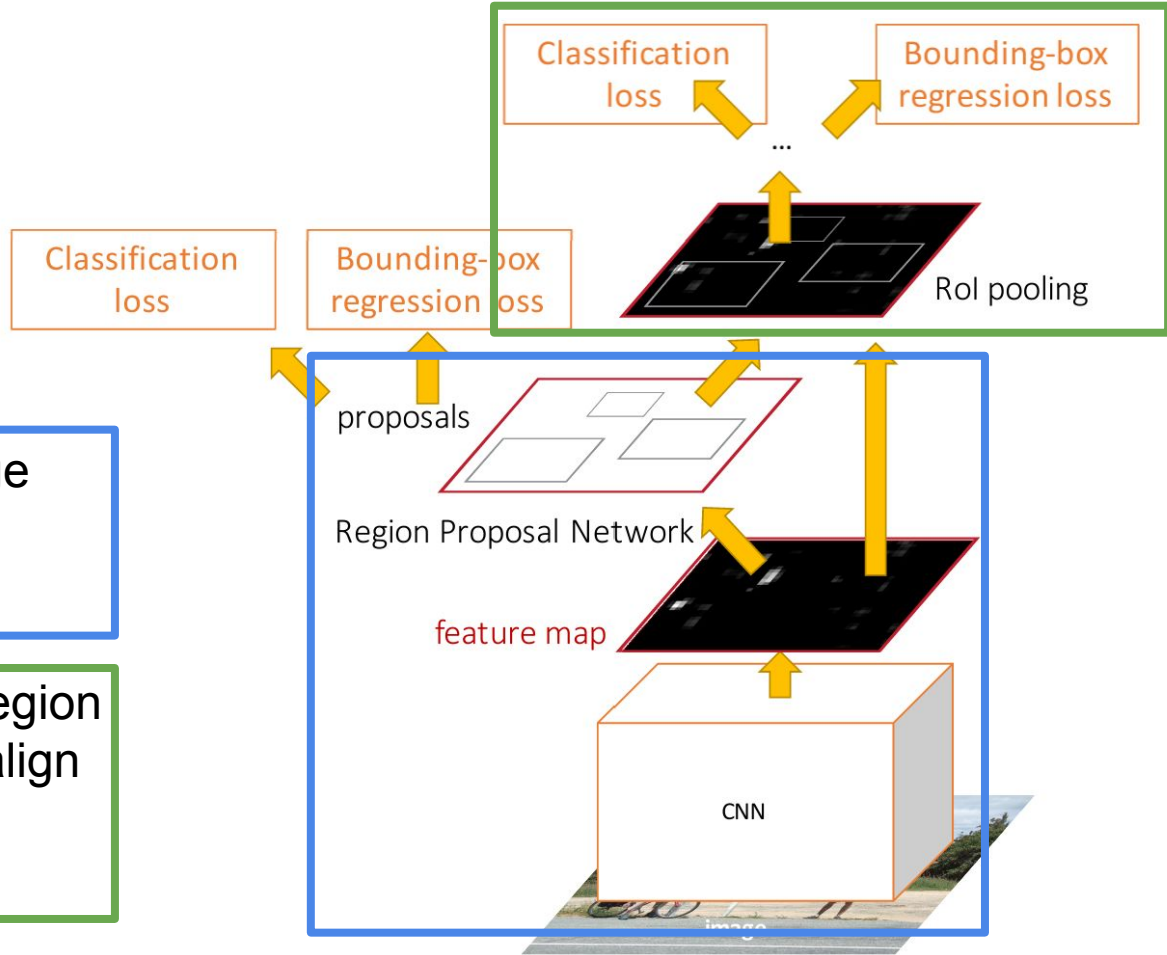 Classification
loss
Bounding-box
regression loss
...
RoI pooling
Classification
loss
Bounding-box
regression loss
proposals
Region Proposal Network
feature map
CNN
image
align